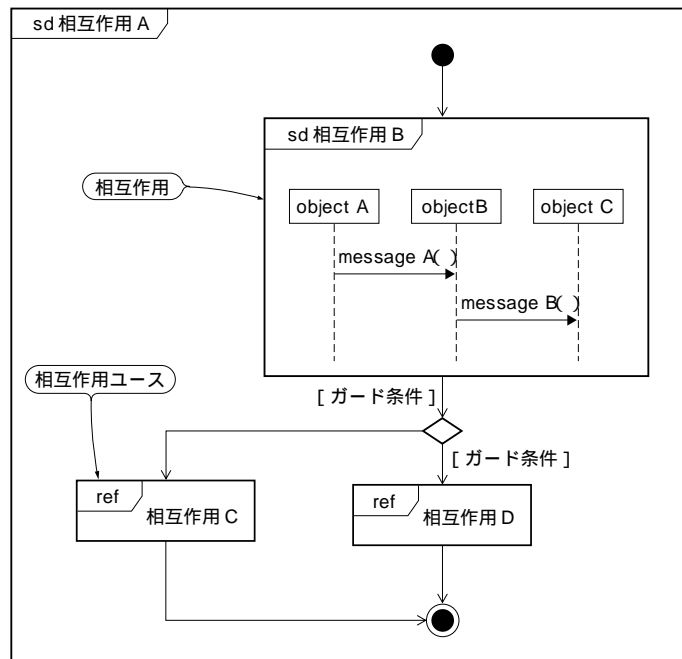 sd 相互作用 A
sd 相互作用 B
相互作用
object A
objectB
object C
message A( )
message B( )
相互作用ユース
[ ガード条件 ]
[ ガード条件 ]
ref
相互作用 C
ref
相互作用 D